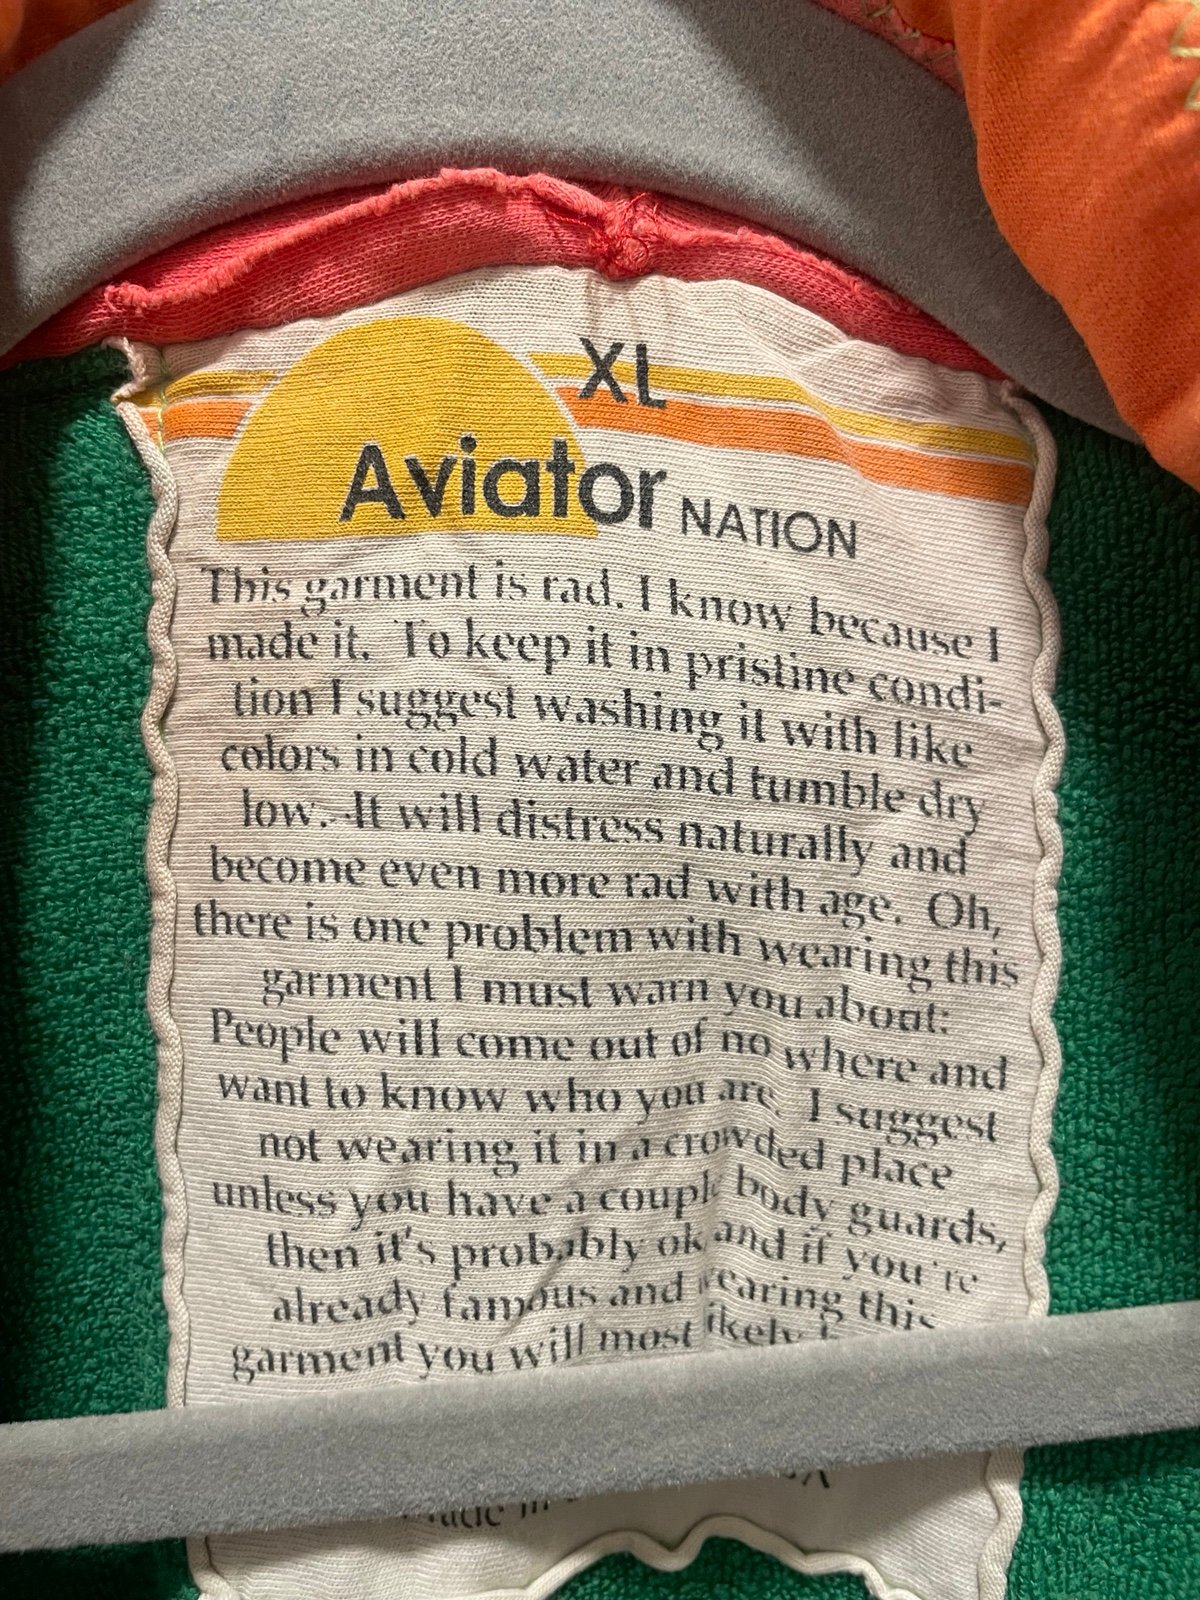 XL
Aviator NATION
This garment is rad. I know because I
made it. To keep it in pristine condi-
tion I suggest washing it with like
colors in cold water and tumble dry
low. It will distress naturally and
become even more rad with age. Oh,
there is one problem with wearing this
garment I must warn you about:
People will come out of no where and
want to know who you are. I suggest
not wearing it in a crowded place
unless you have a couple body guards,
then it's probably ok and if you're
already famous and wearing this
garment you will most likely
Made in